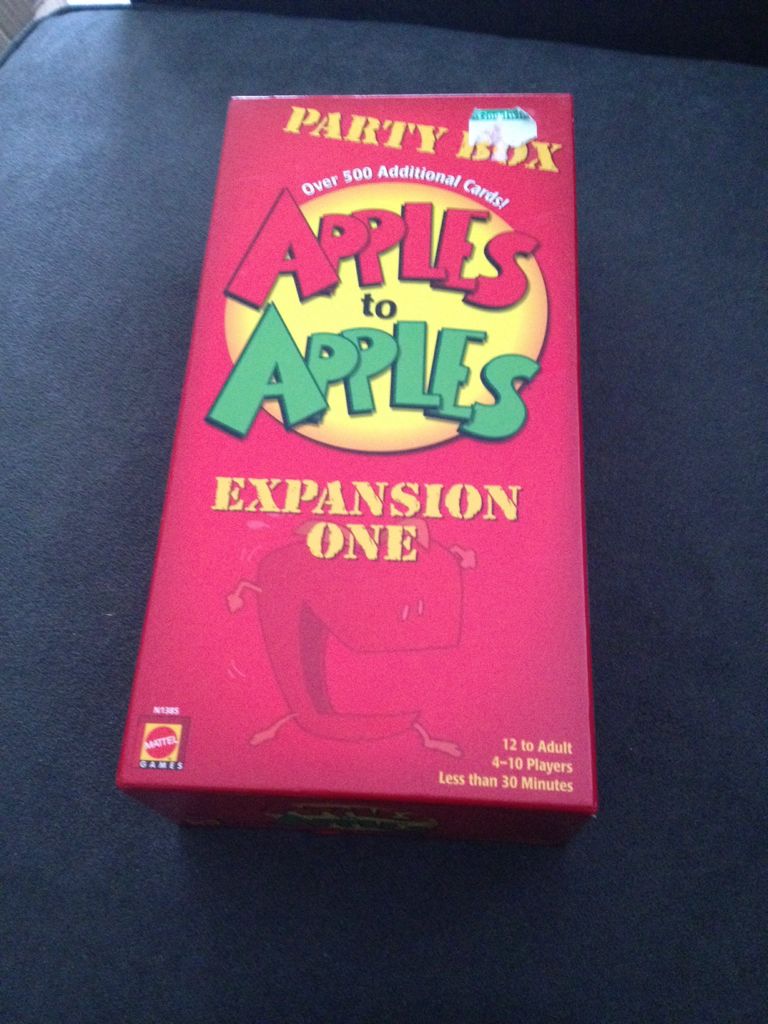 PARTY BOX
Over 500 Additional Cards!
APPLES
to
APPLES
EXPANSION
ONE
N1385
MATTEL
GAMES
12 to Adult
4-10 Players
Less than 30 Minutes